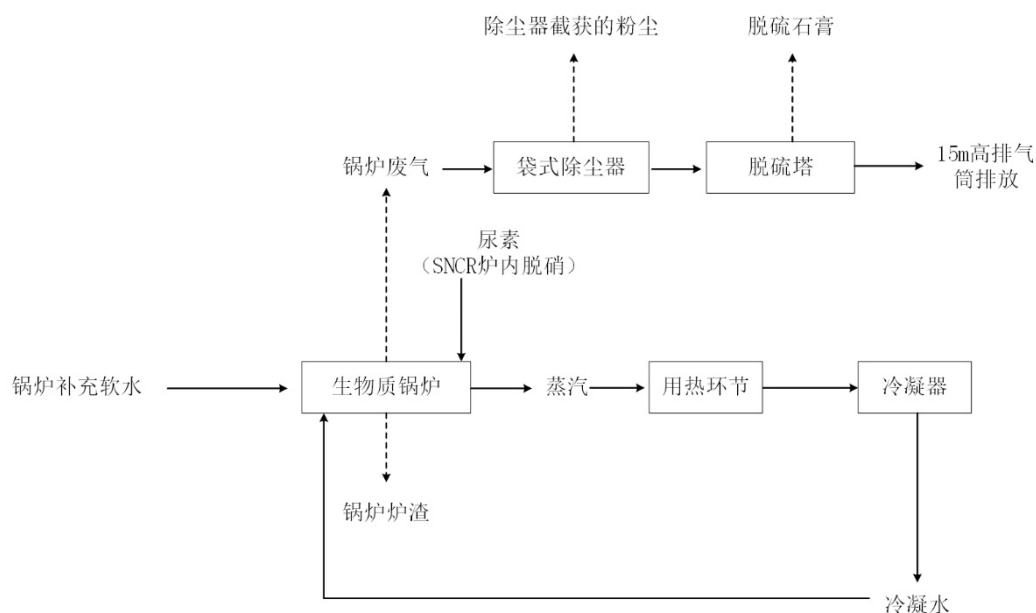 除尘器截获的粉尘
脱硫石膏
锅炉废气
袋式除尘器
脱硫塔
15m高排气
筒排放
尿素
（SNCR炉内脱硝）
锅炉补充软水
生物质锅炉
蒸汽
用热环节
冷凝器
锅炉炉渣
冷凝水